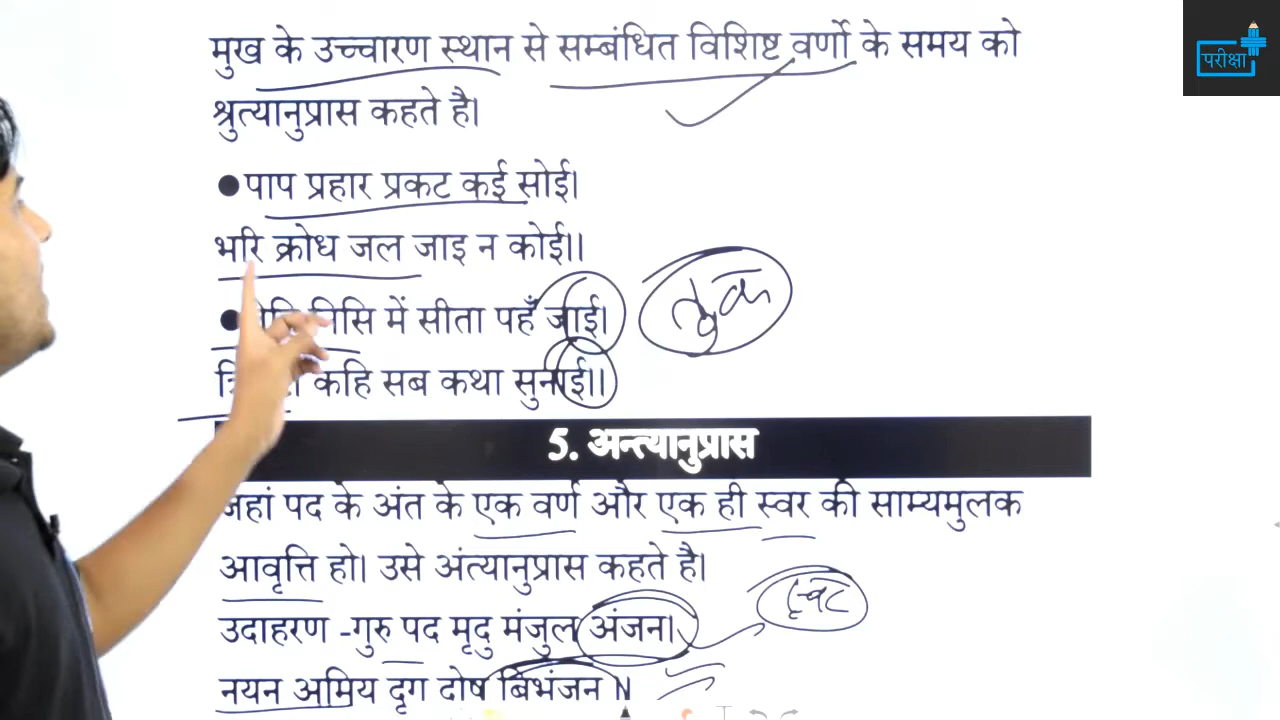 मुख के उच्चारण स्थान से सम्बंधित विशिष्ट वर्णो के समय को
परीक्षा
श्रुत्यानुप्रास कहते है।
●पाप प्रहार प्रकट कई सोई।
भरि क्रोध जल जाइ न कोई।।
● निसि में सीता पहँ जाई।
तुक
कहि सब कथा सुनाई।।
5. अन्त्यानुप्रास
जहां पद के अंत के एक वर्ण और एक ही स्वर की साम्यमुलक
आवृत्ति हो। उसे अंत्यानुप्रास कहते है।
स्वर
उदाहरण -गुरु पद मृदु मंजुल अंजन।
नयन अमिय दृग दोष बिभंजन N